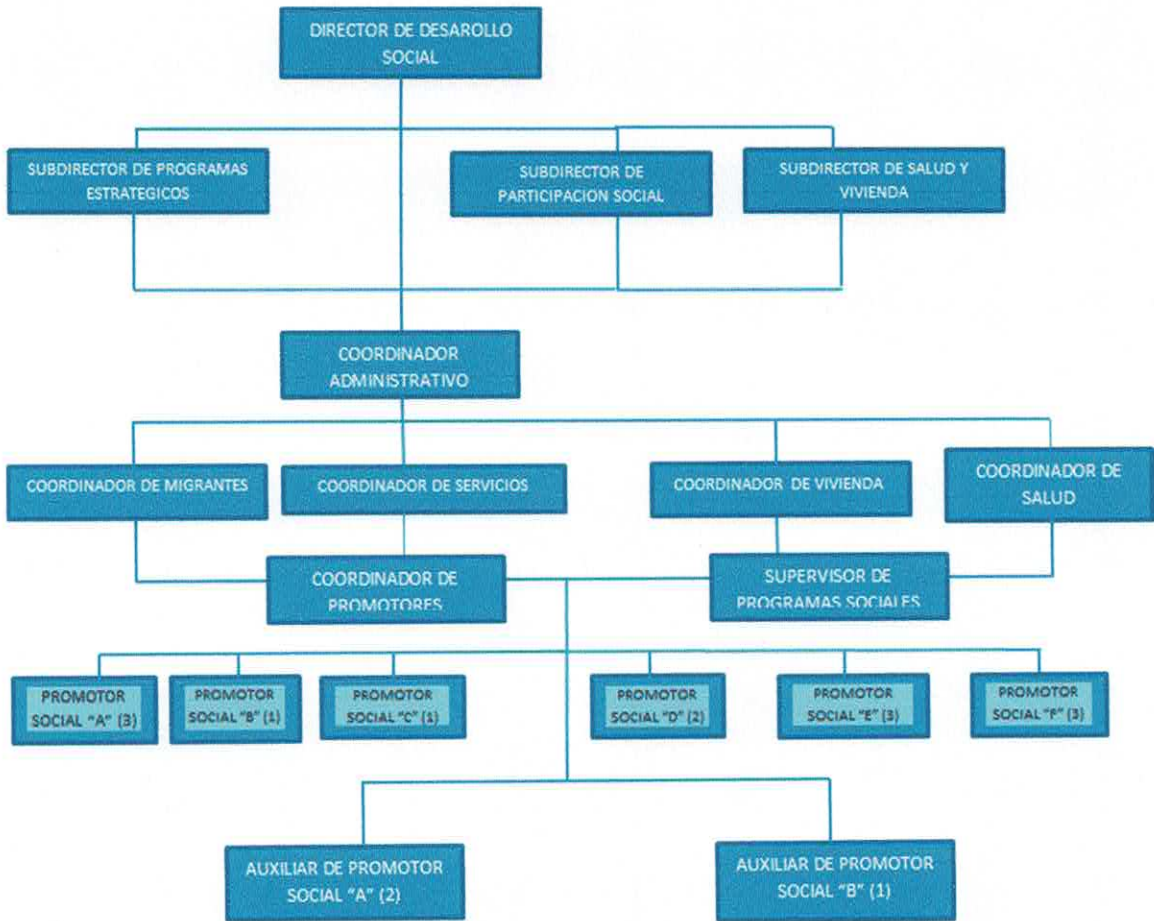 DIRECTOR DE DESAROLLO
SOCIAL
SUBDIRECTOR DE PROGRAMAS
ESTRATEGICOS
SUBDIRECTOR DE
PARTICIPACION SOCIAL
SUBDIRECTOR DE SALUD Y
VIVIENDA
COORDINADOR
ADMINISTRATIVO
COORDINADOR DE MIGRANTES
COORDINADOR DE SERVICIOS
COORDINADOR DE VIVIENDA
COORDINADOR DE
SALUD
COORDINADOR DE
PROMOTORES
SUPERVISOR DE
PROGRAMAS SOCIALES
PROMOTOR
SOCIAL "A" (3)
PROMOTOR
SOCIAL "B" (1)
PROMOTOR
SOCIAL "C" (1)
PROMOTOR
SOCIAL "D" (2)
PROMOTOR
SOCIAL "E" (3)
PROMOTOR
SOCIAL "F" (3)
AUXILIAR DE PROMOTOR
SOCIAL "A" (2)
AUXILIAR DE PROMOTOR
SOCIAL "B" (1)